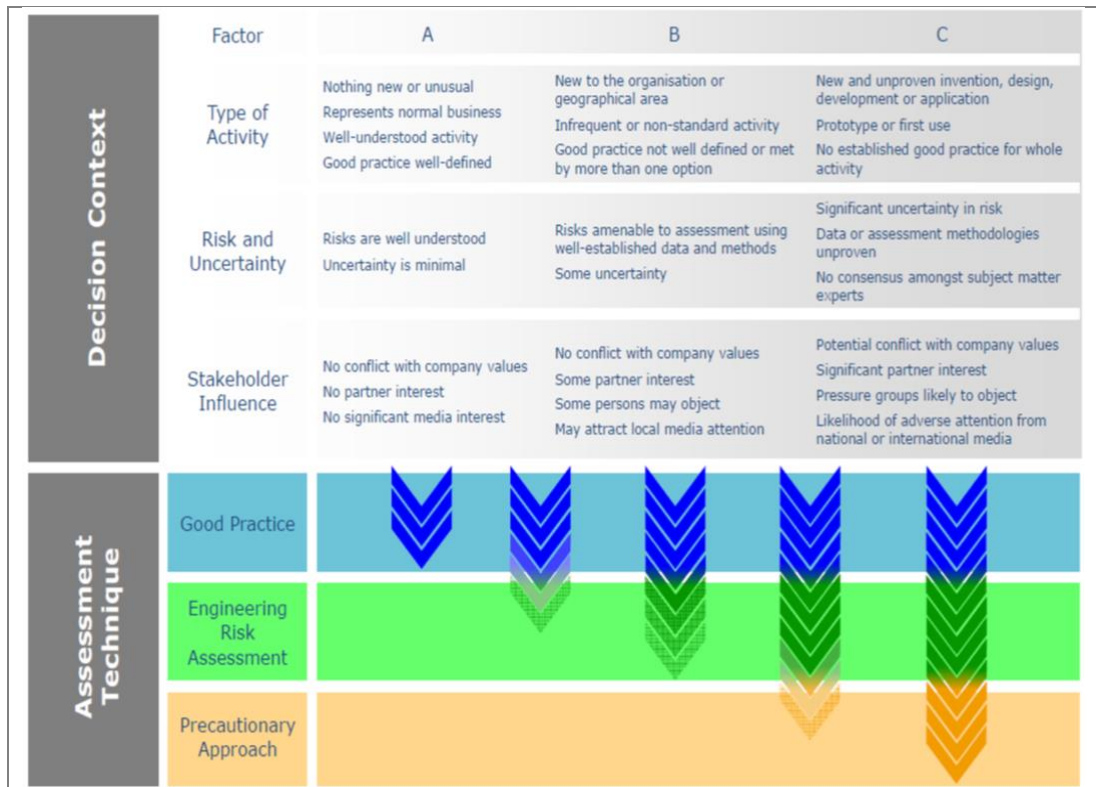 Decision Context
Factor
A
B
C
Type of
Activity
Nothing new or unusual
Represents normal business
Well-understood activity
Good practice well-defined
New to the organisation or
geographical area
Infrequent or non-standard activity
Good practice not well defined or met
by more than one option
New and unproven invention, design,
development or application
Prototype or first use
No established good practice for whole
activity
Risk and
Uncertainty
Risks are well understood
Uncertainty is minimal
Risks amenable to assessment using
well-established data and methods
Some uncertainty
Significant uncertainty in risk
Data or assessment methodologies
unproven
No consensus amongst subject matter
experts
Stakeholder
Influence
No conflict with company values
No partner interest
No significant media interest
No conflict with company values
Some partner interest
Some persons may object
May attract local media attention
Potential conflict with company values
Significant partner interest
Pressure groups likely to object
Likelihood of adverse attention from
national or international media
Assessment
Technique
Good Practice
Engineering
Risk
Assessment
Precautionary
Approach